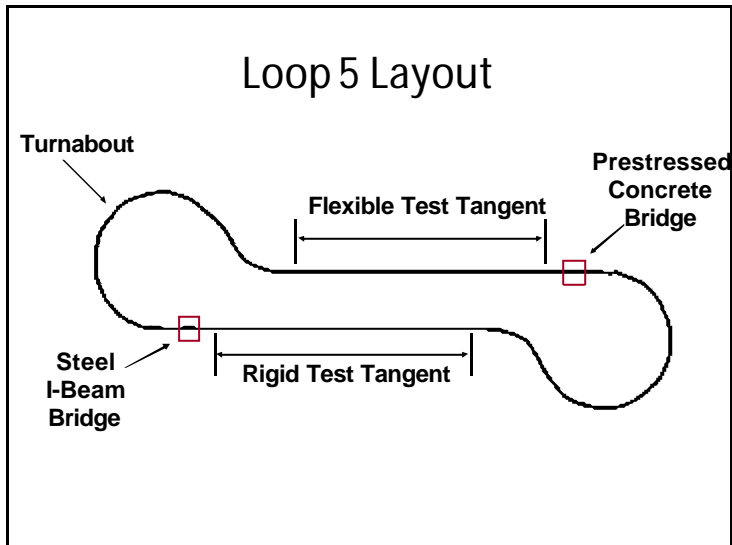 Loop 5 Layout
Turnabout
Prestressed
Concrete
Bridge
Flexible Test Tangent
Steel
I-Beam
Bridge
Rigid Test Tangent